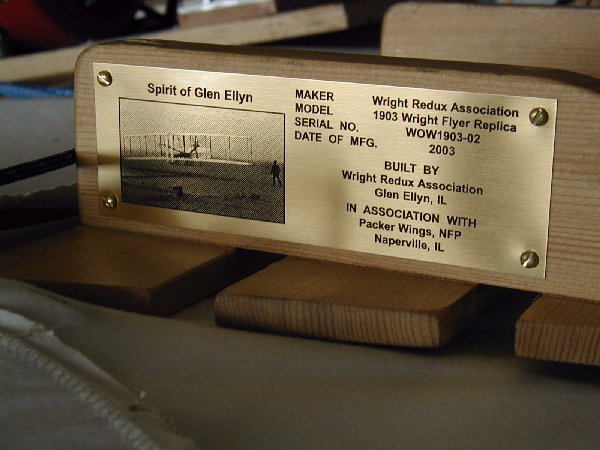 Spirit of Glen Ellyn
MAKER Wright Redux Association
MODEL 1903 Wright Flyer Replica
SERIAL NO. WOW1903-02
DATE OF MFG. 2003
BUILT BY
Wright Redux Association
Glen Ellyn, IL
IN ASSOCIATION WITH
Packer Wings, NFP
Naperville, IL